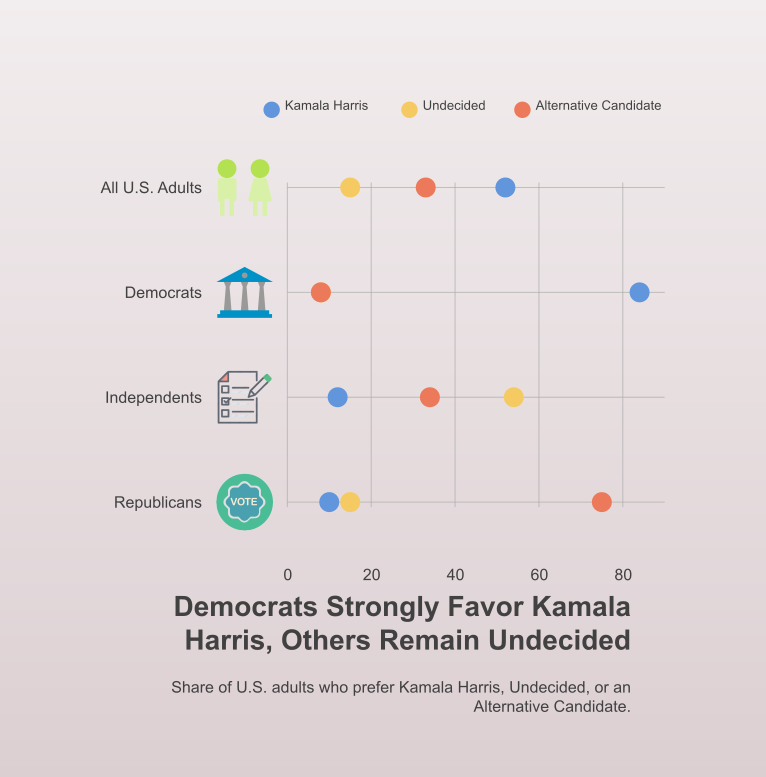 Kamala Harris
Undecided
Alternative Candidate
All U.S. Adults
Democrats
Independents
Republicans
VOTE
0
20
40
60
80
Democrats Strongly Favor Kamala
Harris, Others Remain Undecided
Share of U.S. adults who prefer Kamala Harris, Undecided, or an
Alternative Candidate.